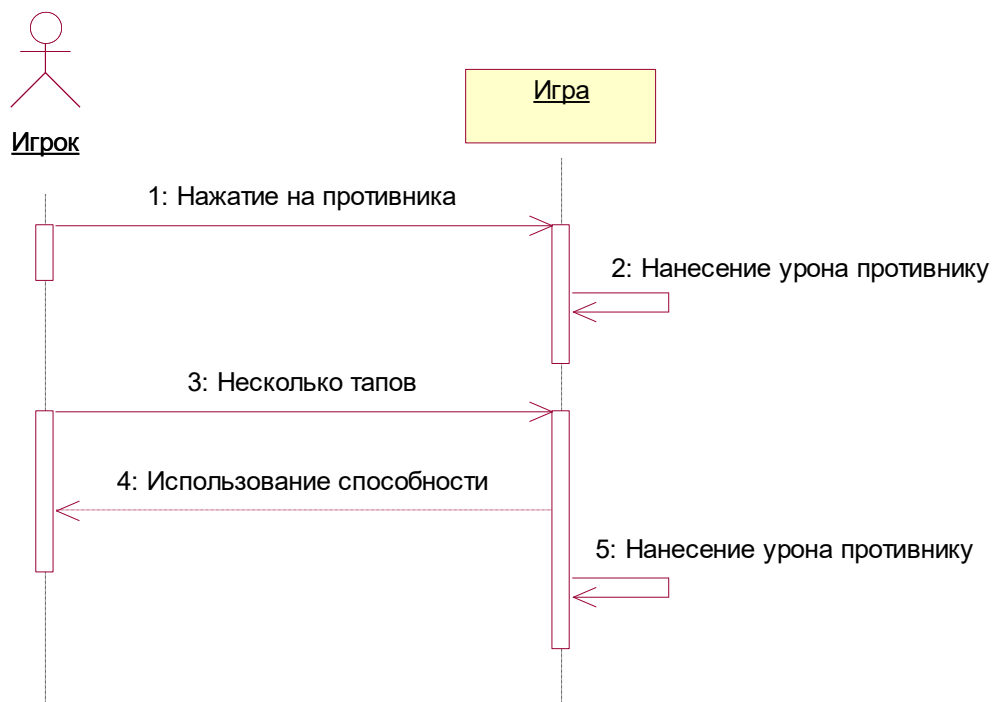 Игра
Игрок
1: Нажатие на противника
2: Нанесение урона противнику
3: Несколько тапов
4: Использование способности
5: Нанесение урона противнику